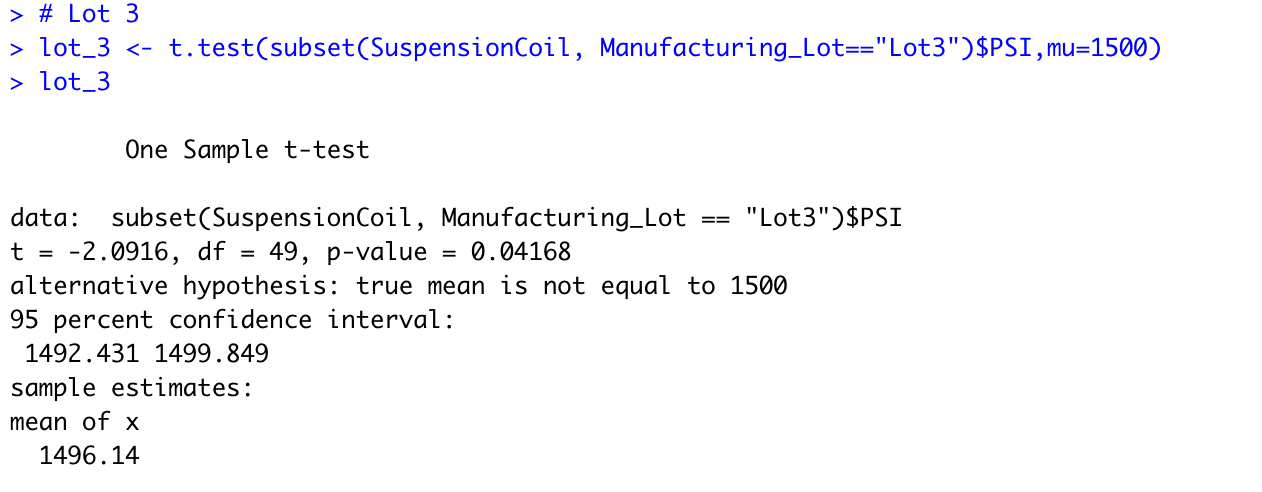 > # Lot 3
> lot_3 <- t.test(subset(SuspensionCoil, Manufacturing_Lot=="Lot3")$PSI,mu=1500)
> lot_3
One Sample t-test
data:  subset(SuspensionCoil, Manufacturing_Lot == "Lot3")$PSI
t = -2.0916, df = 49, p-value = 0.04168
alternative hypothesis: true mean is not equal to 1500
95 percent confidence interval:
1492.431 1499.849
sample estimates:
mean of x
1496.14